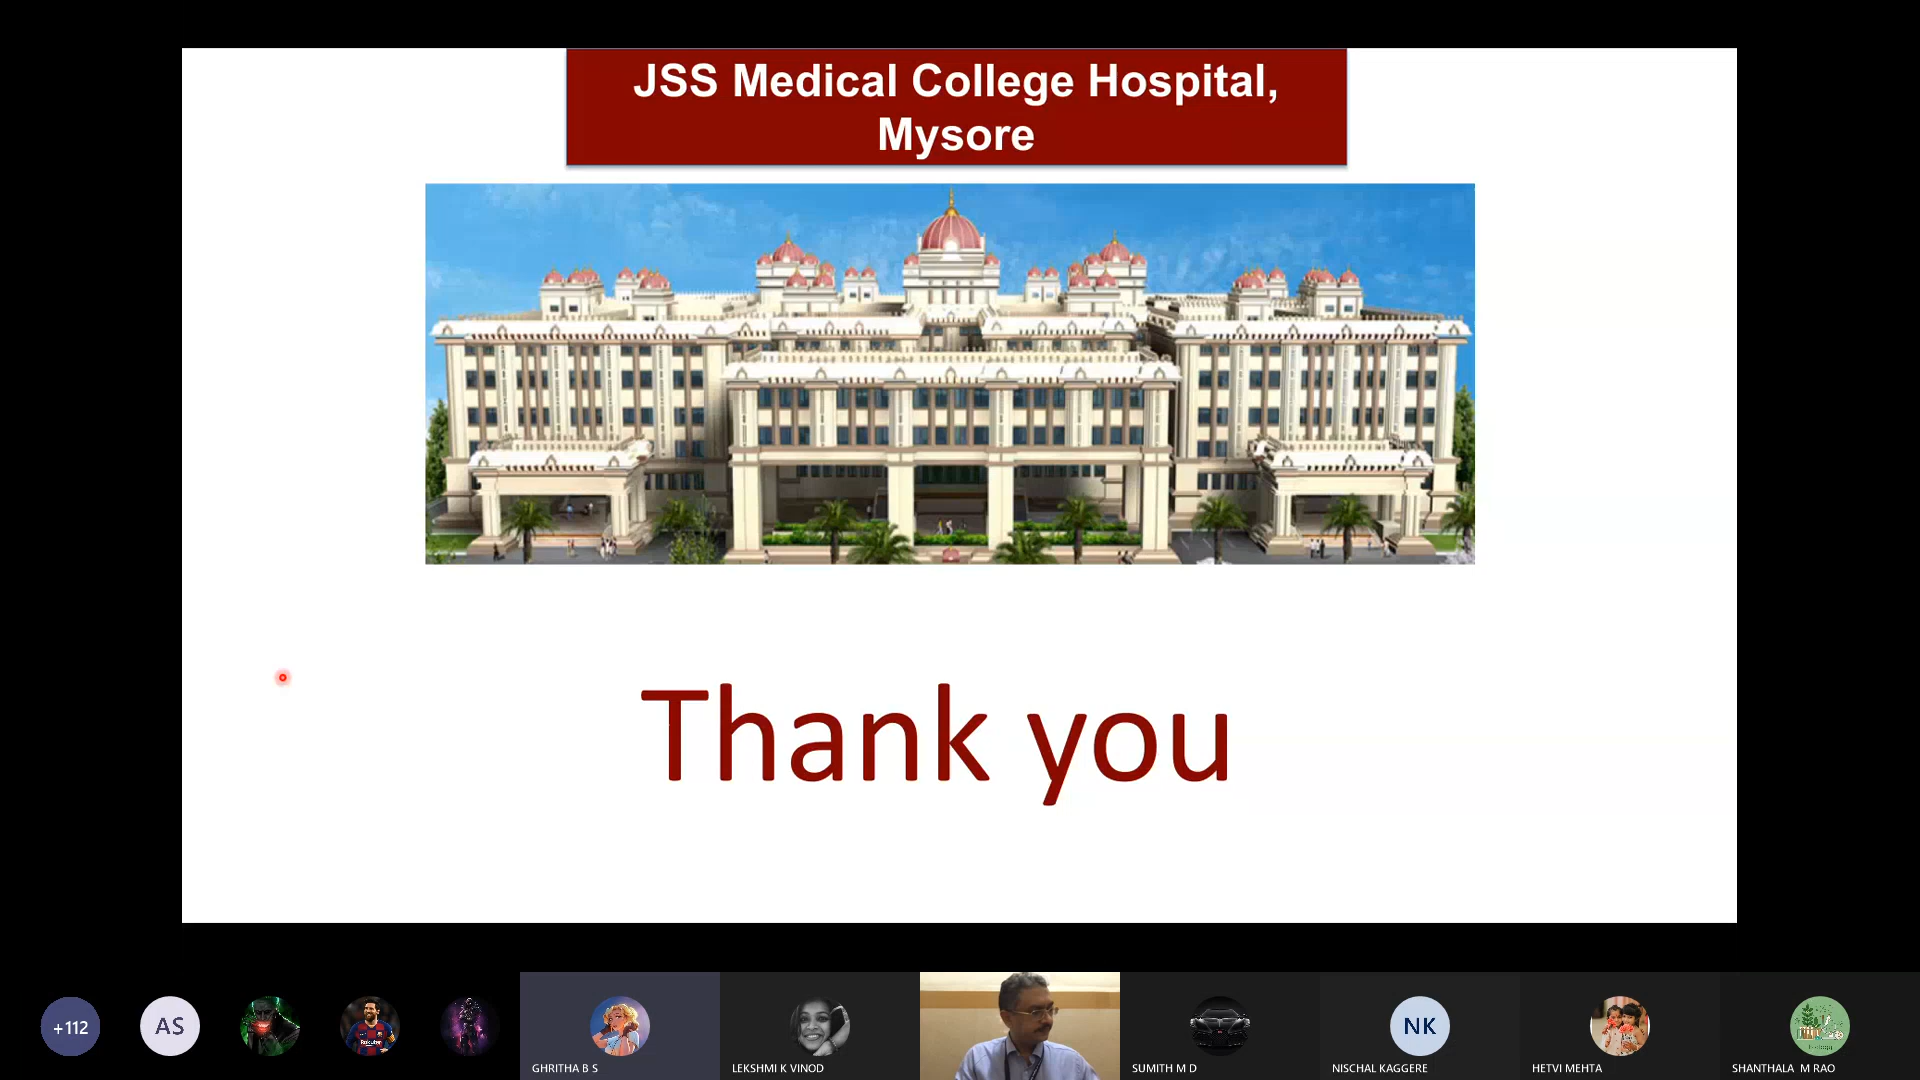 JSS Medical College Hospital,
Mysore
Thank you
+112
AS
NK
GHRITHA B S
LEKSHMI K VINOD
SUMITH M D
NISCHAL KAGGERE
HETVI MEHTA
SHANTHALA M RAO